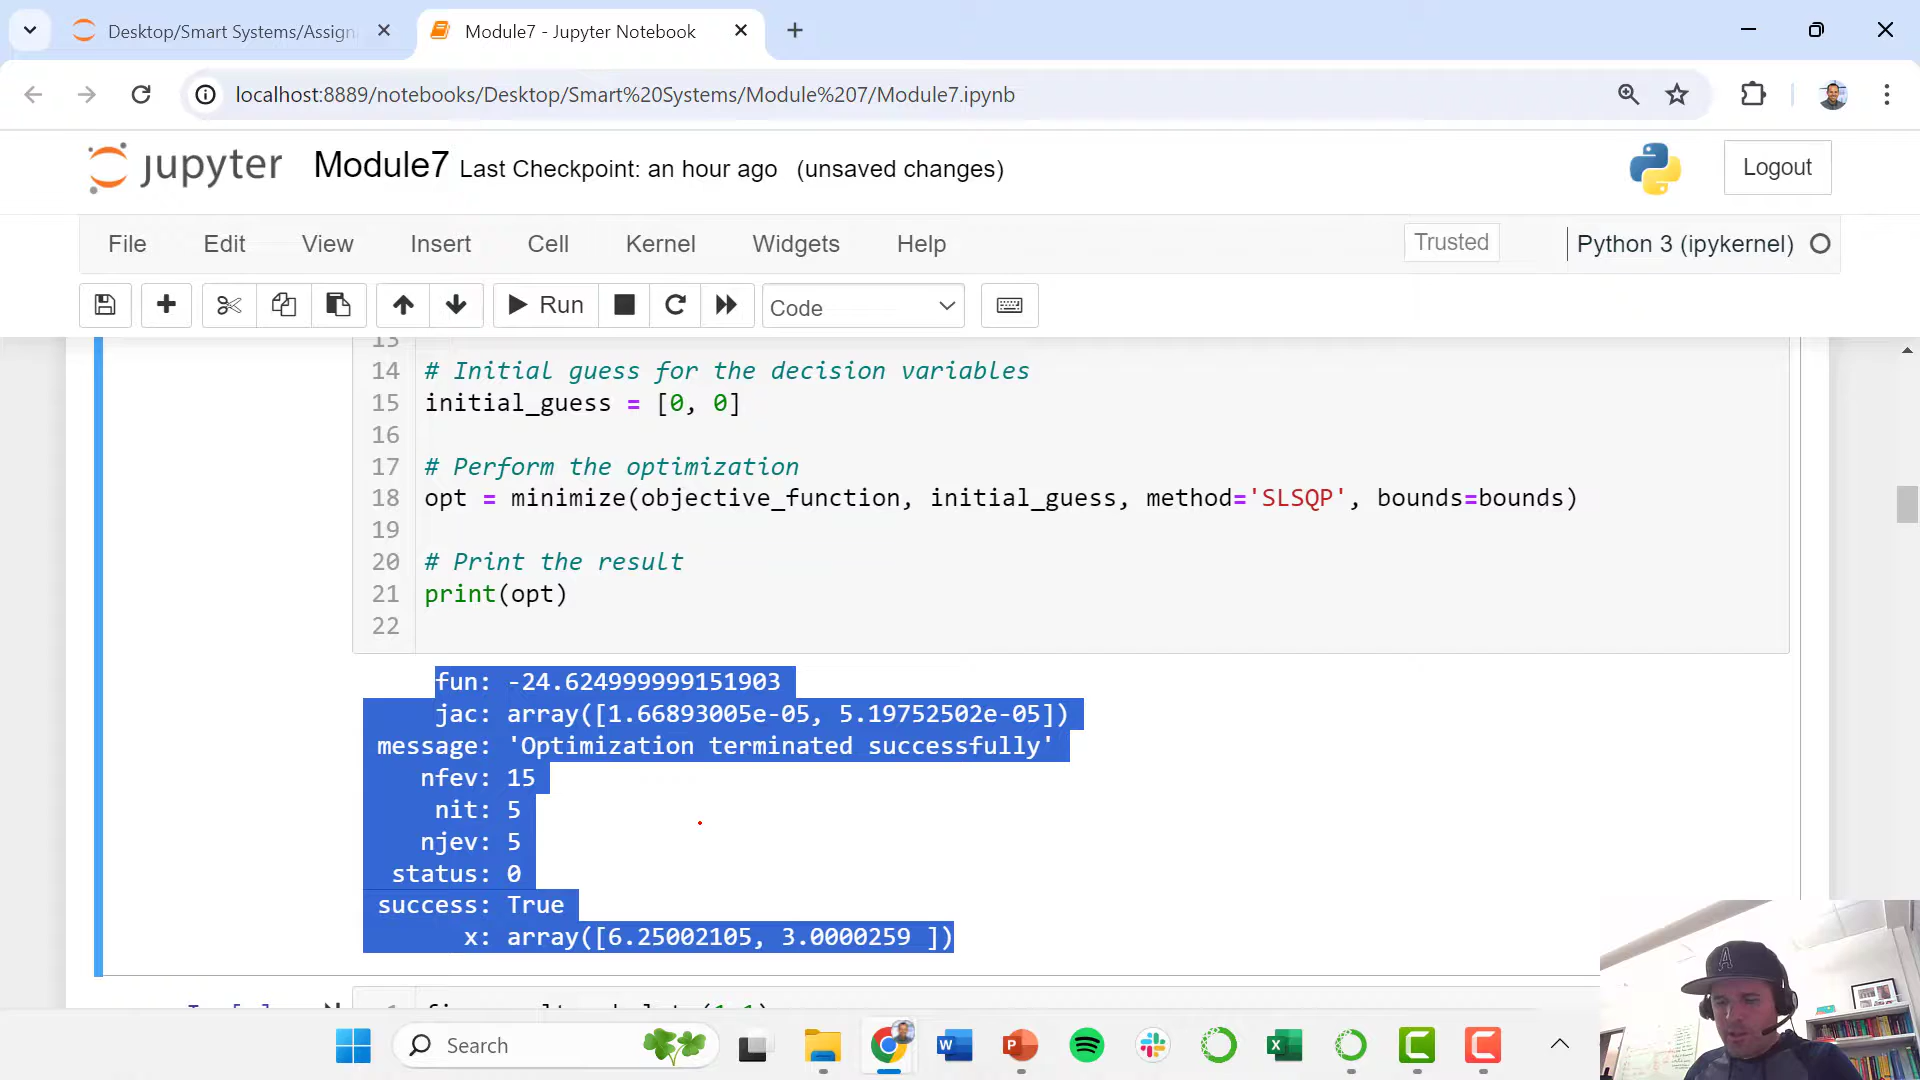 Desktop/Smart Systems/Assign
Module7 - Jupyter Notebook
localhost:8889/notebooks/Desktop/Smart%20Systems/Module%207/Module7.ipynb
jupyter
Module7 Last Checkpoint: an hour ago (unsaved changes)
Logout
File Edit View Insert Cell Kernel Widgets Help
Trusted
Python 3 (ipykernel)
Run
Code
13
14 # Initial guess for the decision variables
15 initial_guess = [0, 0]
16
17 # Perform the optimization
18 opt = minimize(objective_function, initial_guess, method='SLSQP', bounds=bounds)
19
20 # Print the result
21 print(opt)
22
fun: -24.624999999151903
jac: array([1.66893005e-05, 5.19752502e-05])
message: 'Optimization terminated successfully'
nfev: 15
nit: 5
njev: 5
status: 0
success: True
x: array([6.25002105, 3.0000259 ])
Search